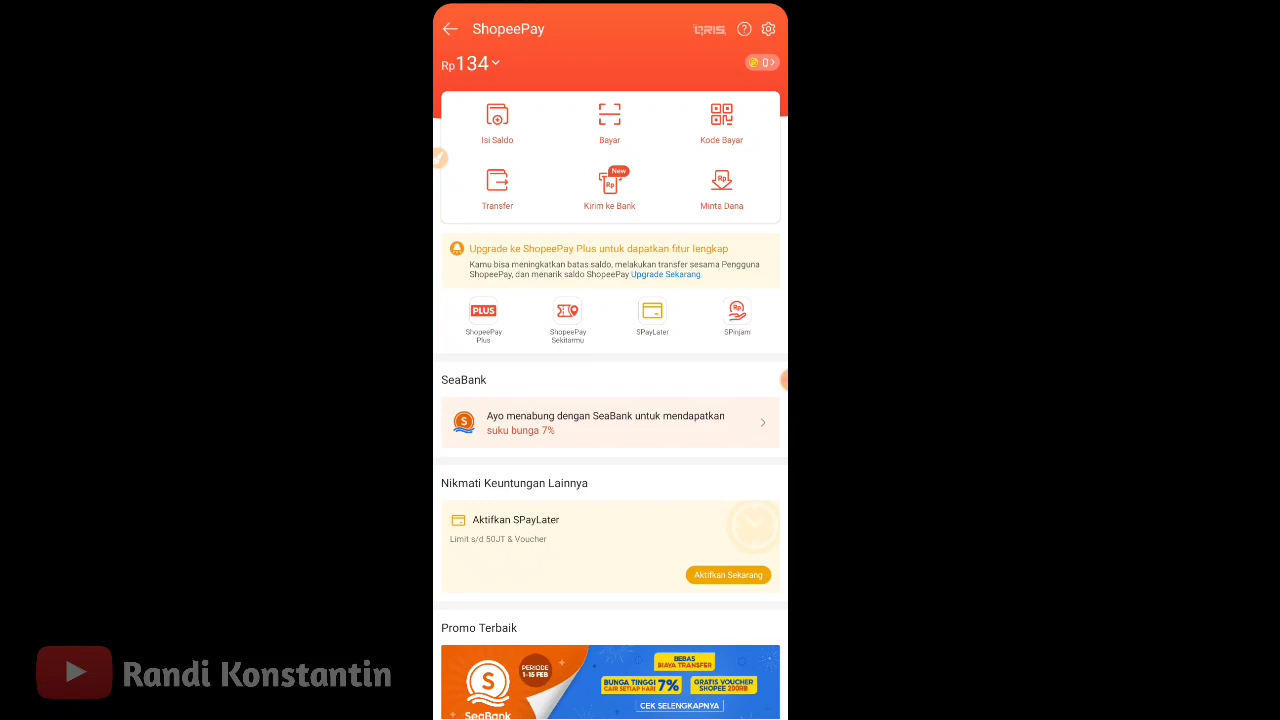 ShopeePay
QRIS
Rp134
0
Isi Saldo
Bayar
Kode Bayar
New
Rp
Rp
Transfer
Kirim ke Bank
Minta Dana
Upgrade ke ShopeePay Plus untuk dapatkan fitur lengkap
Kamu bisa meningkatkan batas saldo, melakukan transfer sesama Pengguna
ShopeePay, dan menarik saldo ShopeePay Upgrade Sekarang
PLUS
Rp
ShopeePay
Plus
ShopeePay
Sekitarmu
SPayLater
SPinjam
SeaBank
S
Ayo menabung dengan SeaBank untuk mendapatkan
suku bunga 7%
Nikmati Keuntungan Lainnya
Aktifkan SPayLater
Limit s/d 50JT & Voucher
Aktifkan Sekarang
Promo Terbaik
S
SeaBank
PERIODE
1-15 FEB
BEBAS
BIAYA TRANSFER
BUNGA TINGGI
CAIR SETIAP HARI 7%
GRATIS VOUCHER
SHOPEE 200RB
CEK SELENGKAPNYA
Randi Konstantin